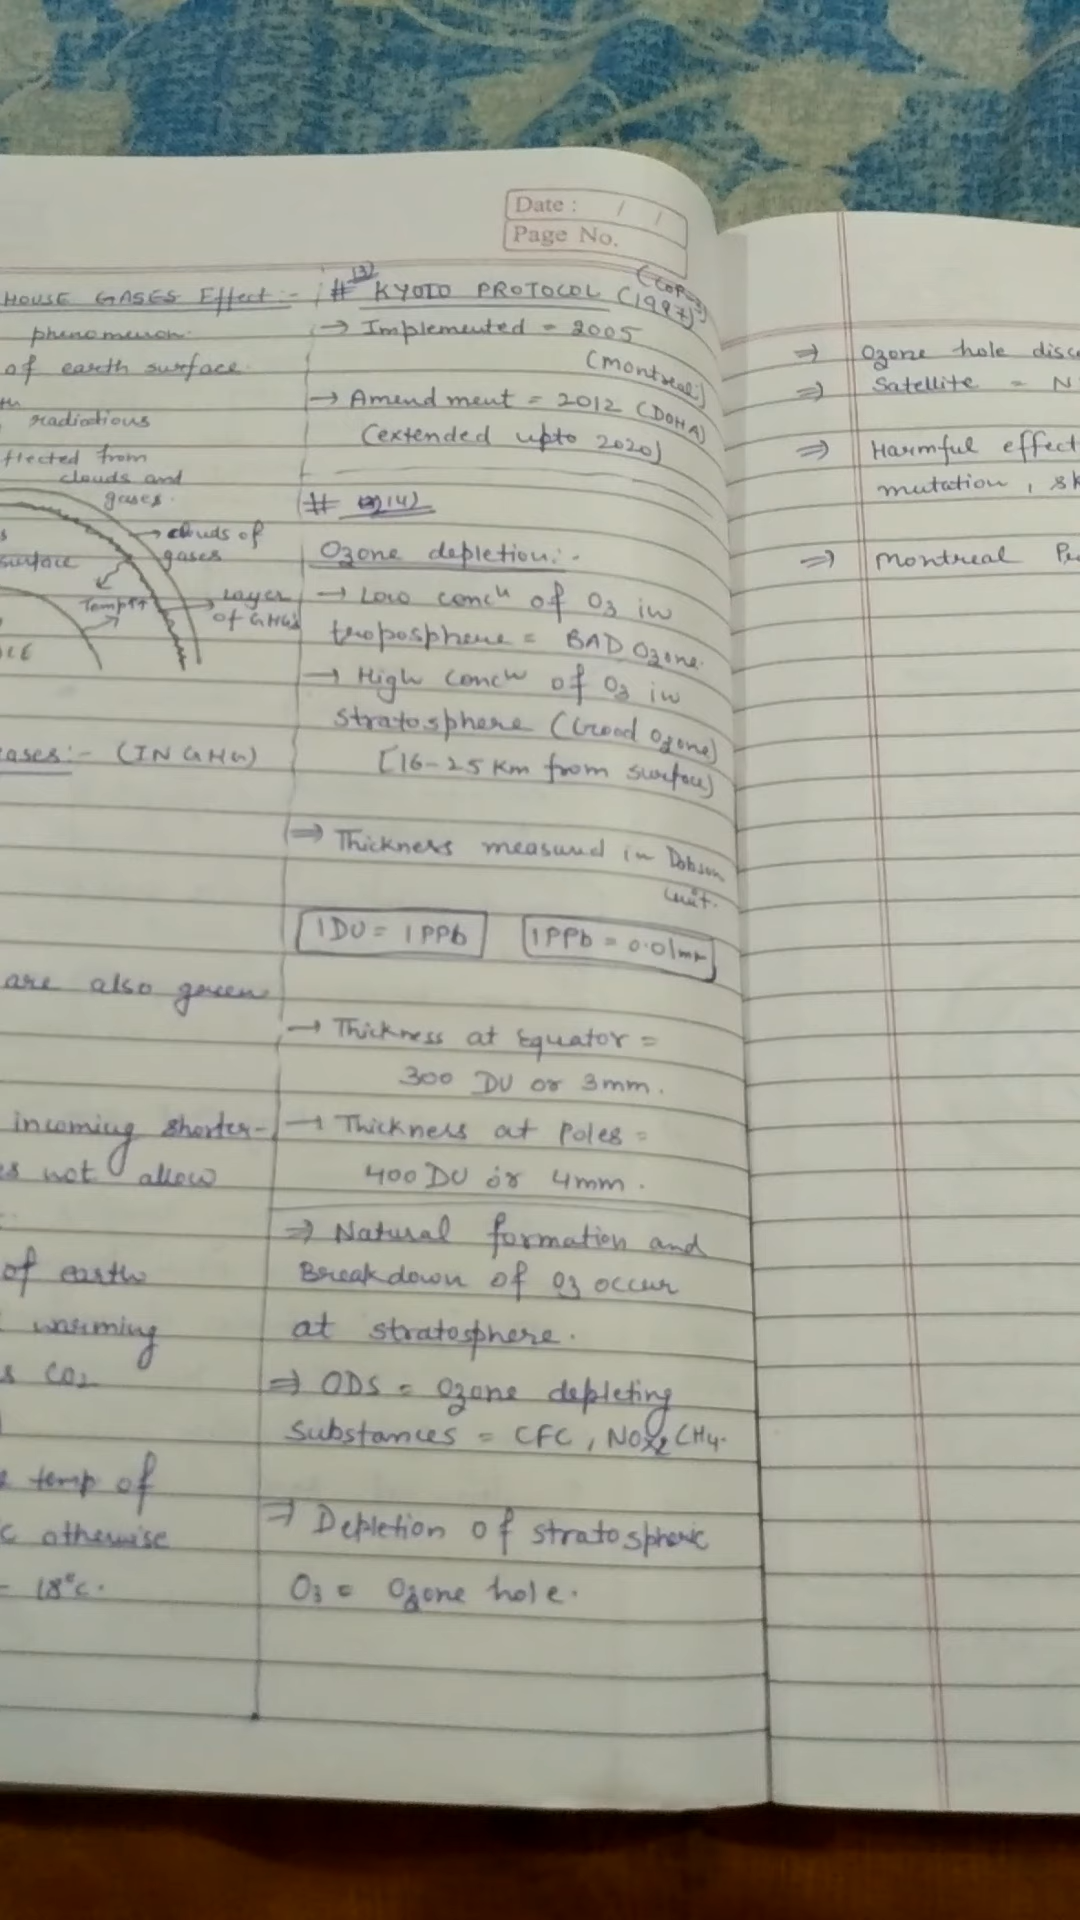 Date : / /
Page No.
HOUSE GASES Effect :-
phenomenon.
of earth surface.
radiations
flected from
clouds and
gases.
clouds of
gases
surface
Temp↑↑
Layer
of GHGs
ases:- (IN GHG)
are also green
incoming shorter-
es not allow
of earth
warming
s CO2
temp of
c otherwise
- 18°c.
# 13) KYOTO PROTOCOL (1997) (COP-3)
→ Implemented = 2005
(Montreal)
→ Amendment = 2012 (DOHA)
(extended upto 2020)
# 14)
Ozone depletion:-
→ Low concn of O3 in
troposphere = BAD Ozone.
→ High concn of O3 in
stratosphere (Good Ozone)
[16-25 Km from surface)
⇒ Thickness measured in Dobson
Unit.
1DU = 1PPb 1PPb = 0.01mm
→ Thickness at Equator =
300 DU or 3mm.
→ Thickness at Poles =
400 DU or 4mm.
⇒ Natural formation and
Breakdown of O3 occur
at stratosphere.
⇒ ODS = Ozone depleting
Substances = CFC, NOx, CH4.
⇒ Depletion of stratospheric
O3 = Ozone hole.
⇒ Ozone hole disc
⇒ Satellite = N
⇒ Harmful effect
mutation, sk
⇒ Montreal Pr